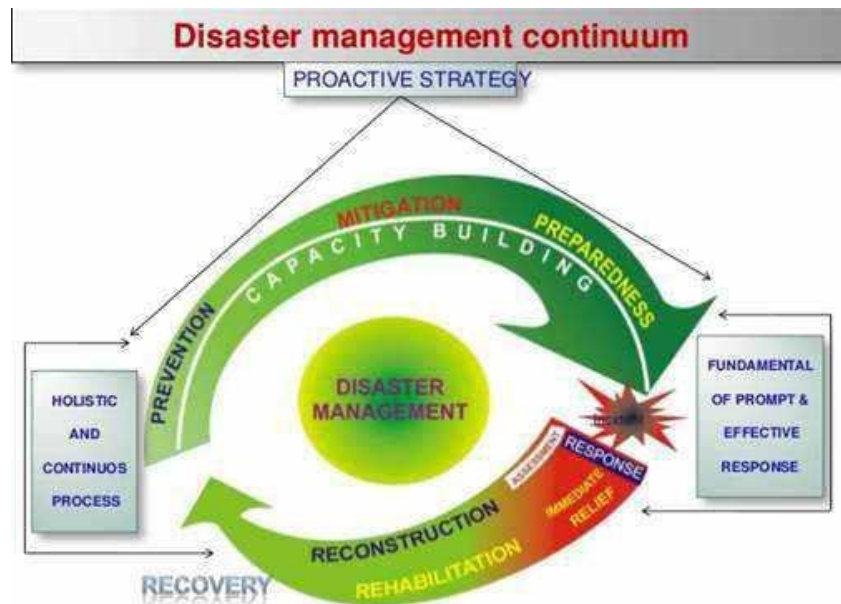 Disaster management continuum
PROACTIVE STRATEGY
MITIGATION
PREVENTION
CAPACITY BUILDING
PREPAREDNESS
DISASTER
MANAGEMENT
HOLISTIC
AND
CONTINUOS
PROCESS
FUNDAMENTAL
OF PROMPT &
EFFECTIVE
RESPONSE
RESPONSE
ASSESSMENT
IMMEDIATE
RELIEF
RECONSTRUCTION
REHABILITATION
RECOVERY